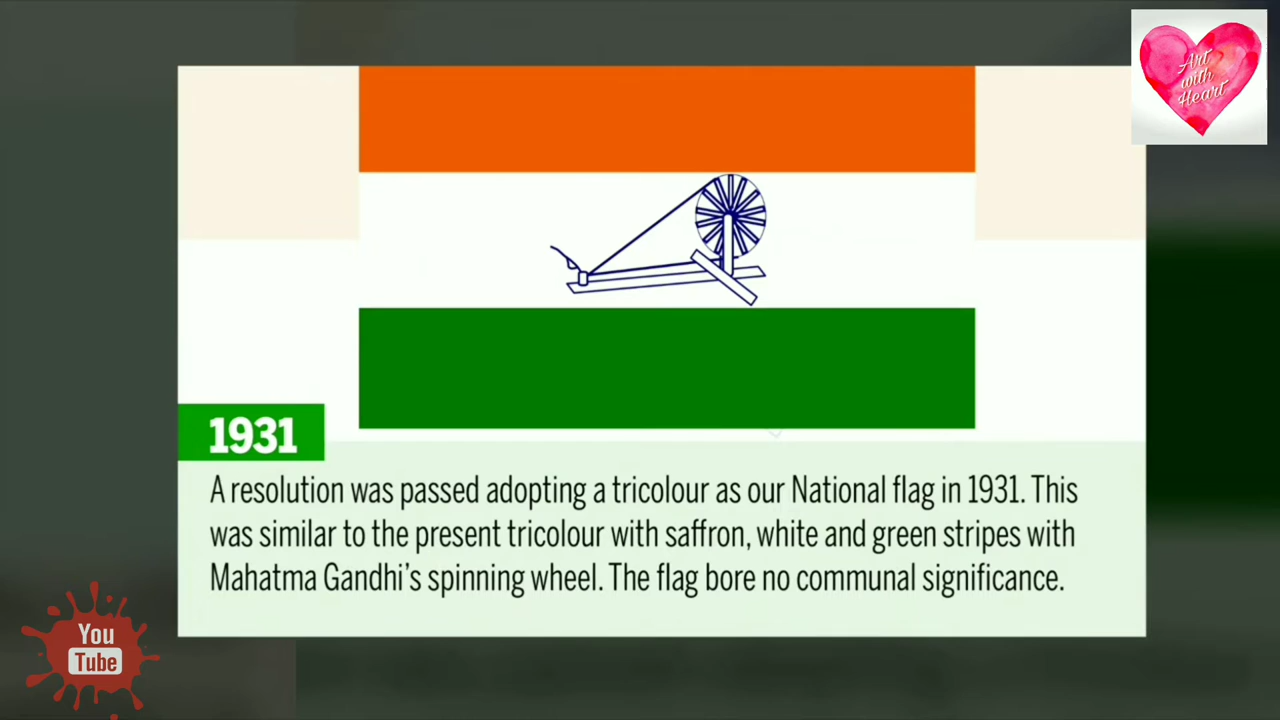 Art
with
Heart
1931
A resolution was passed adopting a tricolour as our National flag in 1931. This
was similar to the present tricolour with saffron, white and green stripes with
Mahatma Gandhi's spinning wheel. The flag bore no communal significance.
You
Tube